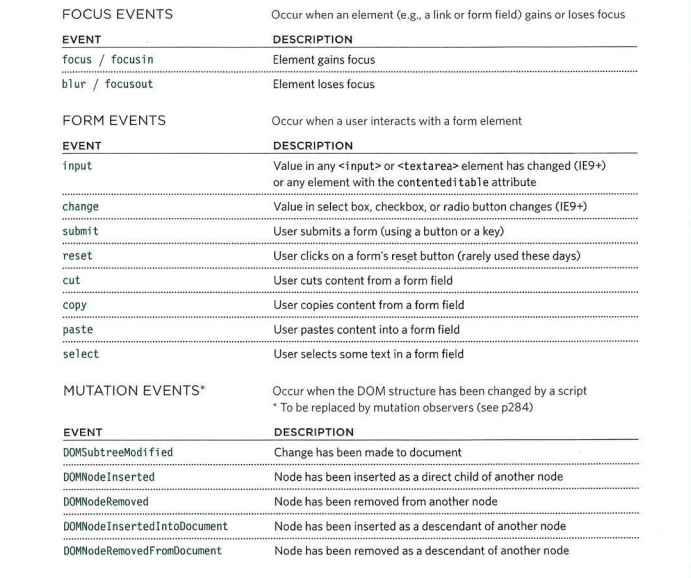 FOCUS EVENTS Occur when an element (e.g., a link or form field) gains or loses focus
EVENT DESCRIPTION
focus / focusin Element gains focus
blur / focusout Element loses focus
FORM EVENTS Occur when a user interacts with a form element
EVENT DESCRIPTION
input Value in any <input> or <textarea> element has changed (IE9+)
or any element with the contenteditable attribute
change Value in select box, checkbox, or radio button changes (IE9+)
submit User submits a form (using a button or a key)
reset User clicks on a form's reset button (rarely used these days)
cut User cuts content from a form field
copy User copies content from a form field
paste User pastes content into a form field
select User selects some text in a form field
MUTATION EVENTS* Occur when the DOM structure has been changed by a script
* To be replaced by mutation observers (see p284)
EVENT DESCRIPTION
DOMSubtreeModified Change has been made to document
DOMNodeInserted Node has been inserted as a direct child of another node
DOMNodeRemoved Node has been removed from another node
DOMNodeInsertedIntoDocument Node has been inserted as a descendant of another node
DOMNodeRemovedFromDocument Node has been removed as a descendant of another node